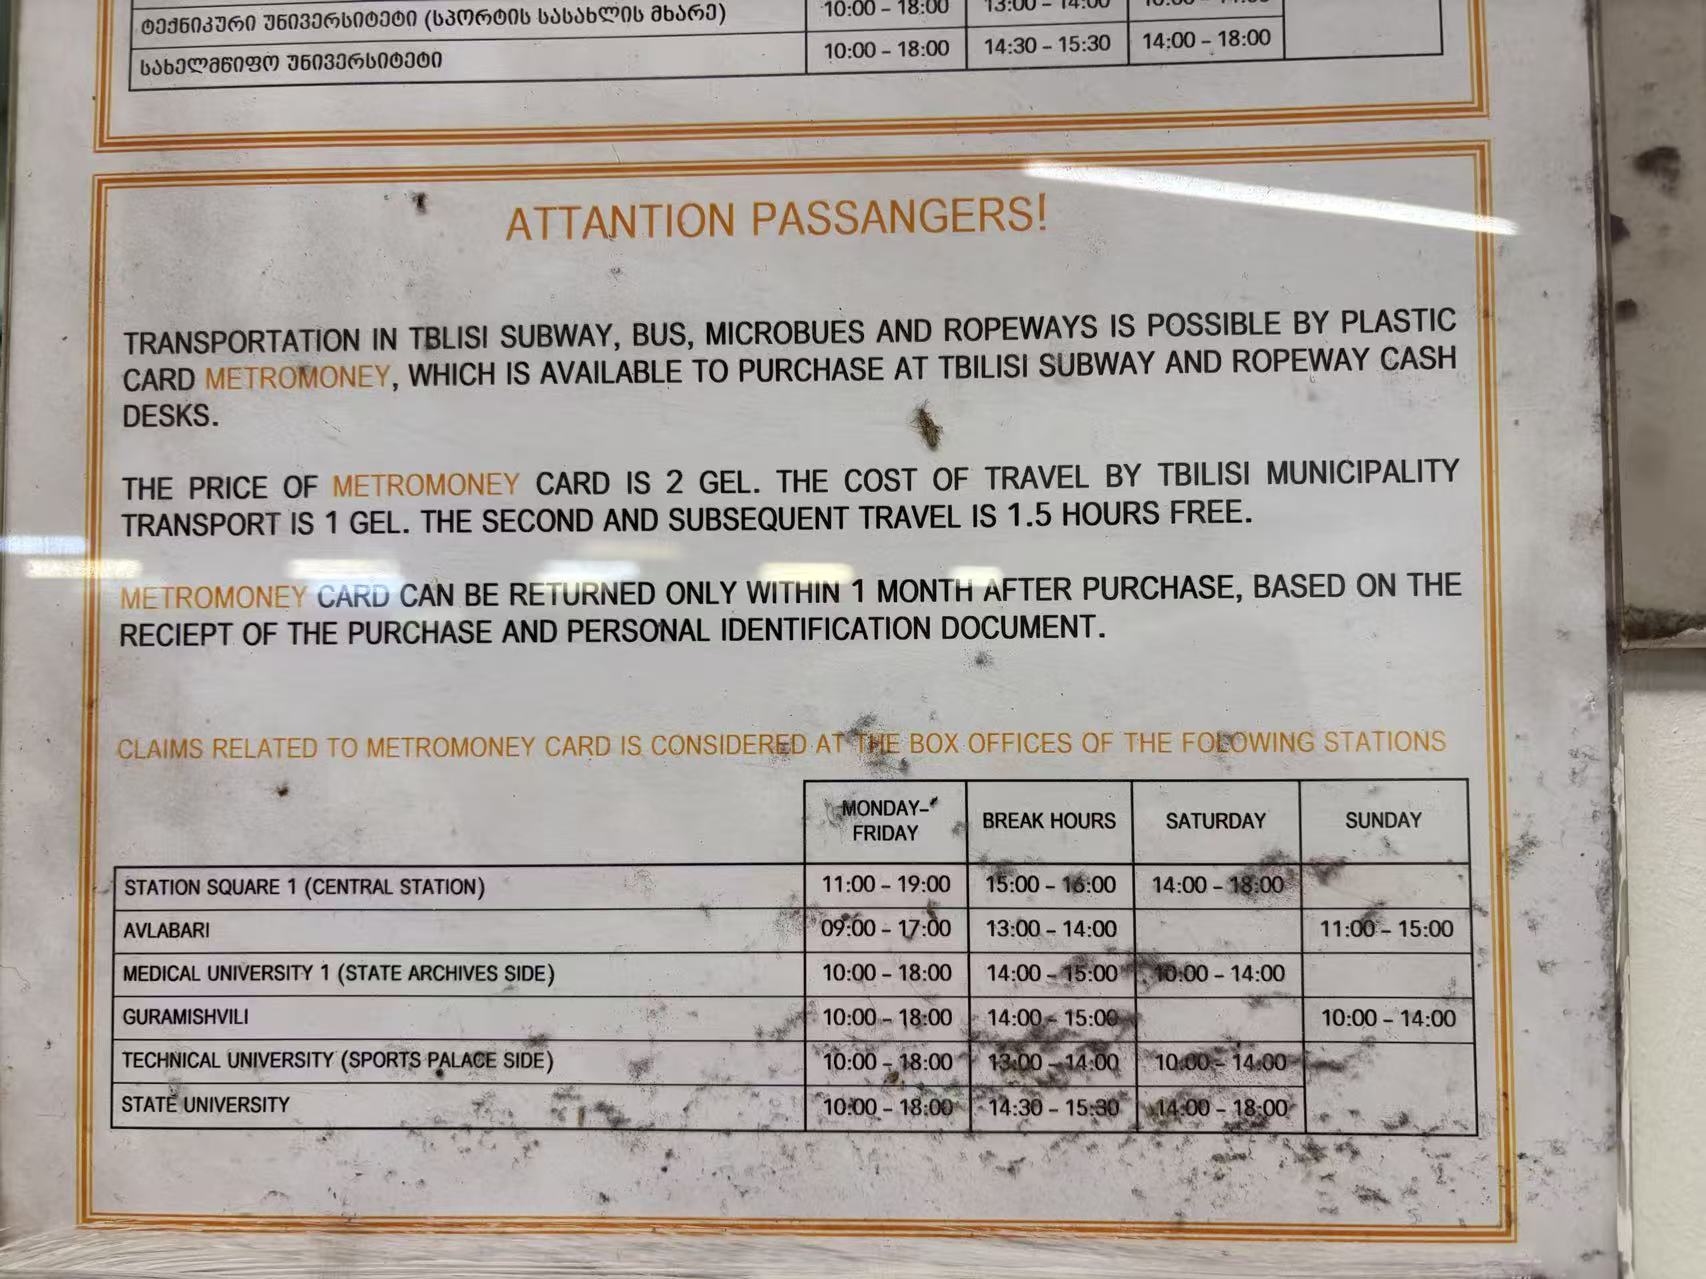 ტექნიკური უნივერსიტეტი (სპორტის სასახლის მხარე) 10:00 – 18:00 13:00 – 14:00
სახელმწიფო უნივერსიტეტი 10:00 – 18:00 14:30 – 15:30 14:00 – 18:00
ATTANTION PASSANGERS!
TRANSPORTATION IN TBLISI SUBWAY, BUS, MICROBUES AND ROPEWAYS IS POSSIBLE BY PLASTIC
CARD METROMONEY, WHICH IS AVAILABLE TO PURCHASE AT TBILISI SUBWAY AND ROPEWAY CASH
DESKS.
THE PRICE OF METROMONEY CARD IS 2 GEL. THE COST OF TRAVEL BY TBILISI MUNICIPALITY
TRANSPORT IS 1 GEL. THE SECOND AND SUBSEQUENT TRAVEL IS 1.5 HOURS FREE.
METROMONEY CARD CAN BE RETURNED ONLY WITHIN 1 MONTH AFTER PURCHASE, BASED ON THE
RECIEPT OF THE PURCHASE AND PERSONAL IDENTIFICATION DOCUMENT.
CLAIMS RELATED TO METROMONEY CARD IS CONSIDERED AT THE BOX OFFICES OF THE FOLOWING STATIONS
MONDAY–
FRIDAY BREAK HOURS SATURDAY SUNDAY
STATION SQUARE 1 (CENTRAL STATION) 11:00 – 19:00 15:00 – 16:00 14:00 – 18:00
AVLABARI 09:00 – 17:00 13:00 – 14:00 11:00 – 15:00
MEDICAL UNIVERSITY 1 (STATE ARCHIVES SIDE) 10:00 – 18:00 14:00 – 15:00 10:00 – 14:00
GURAMISHVILI 10:00 – 18:00 14:00 – 15:00 10:00 – 14:00
TECHNICAL UNIVERSITY (SPORTS PALACE SIDE) 10:00 – 18:00 13:00 – 14:00 10:00 – 14:00
STATE UNIVERSITY 10:00 – 18:00 14:30 – 15:30 14:00 – 18:00